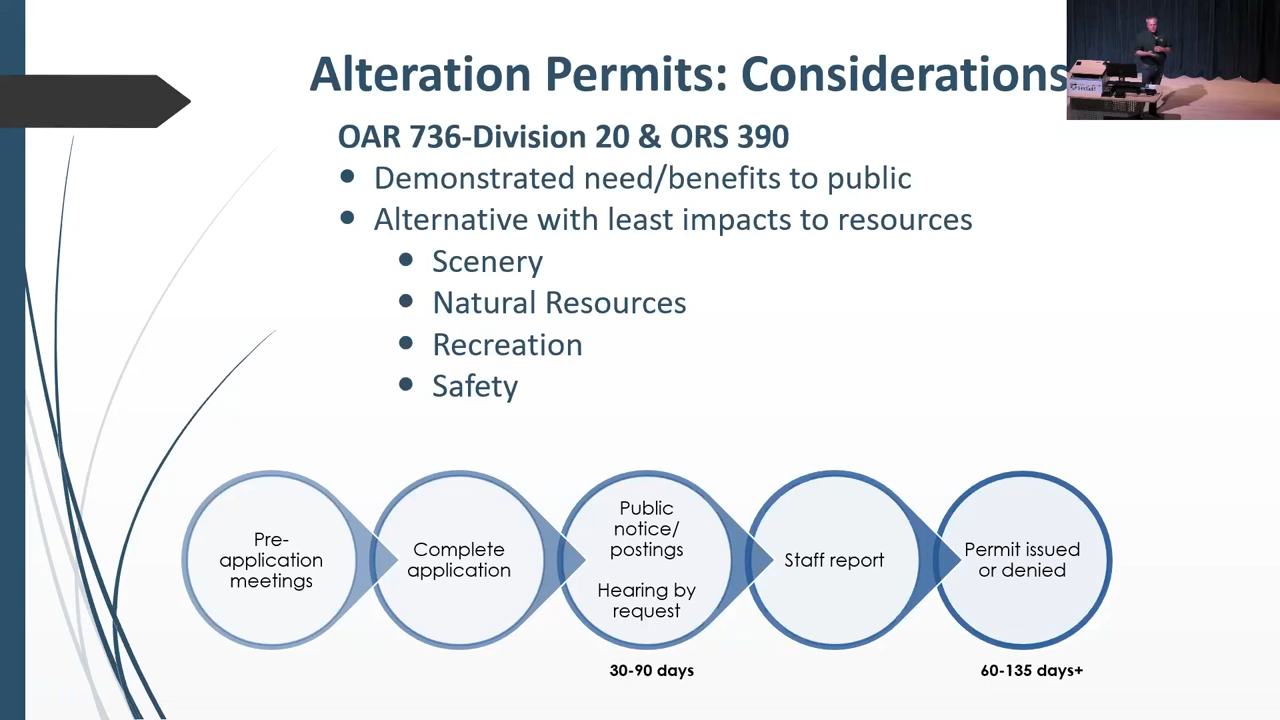 Alteration Permits: Considerations
OAR 736-Division 20 & ORS 390
• Demonstrated need/benefits to public
• Alternative with least impacts to resources
• Scenery
• Natural Resources
• Recreation
• Safety
Pre-
application
meetings
Complete
application
Public
notice/
postings
Hearing by
request
Staff report
Permit issued
or denied
30-90 days
60-135 days+